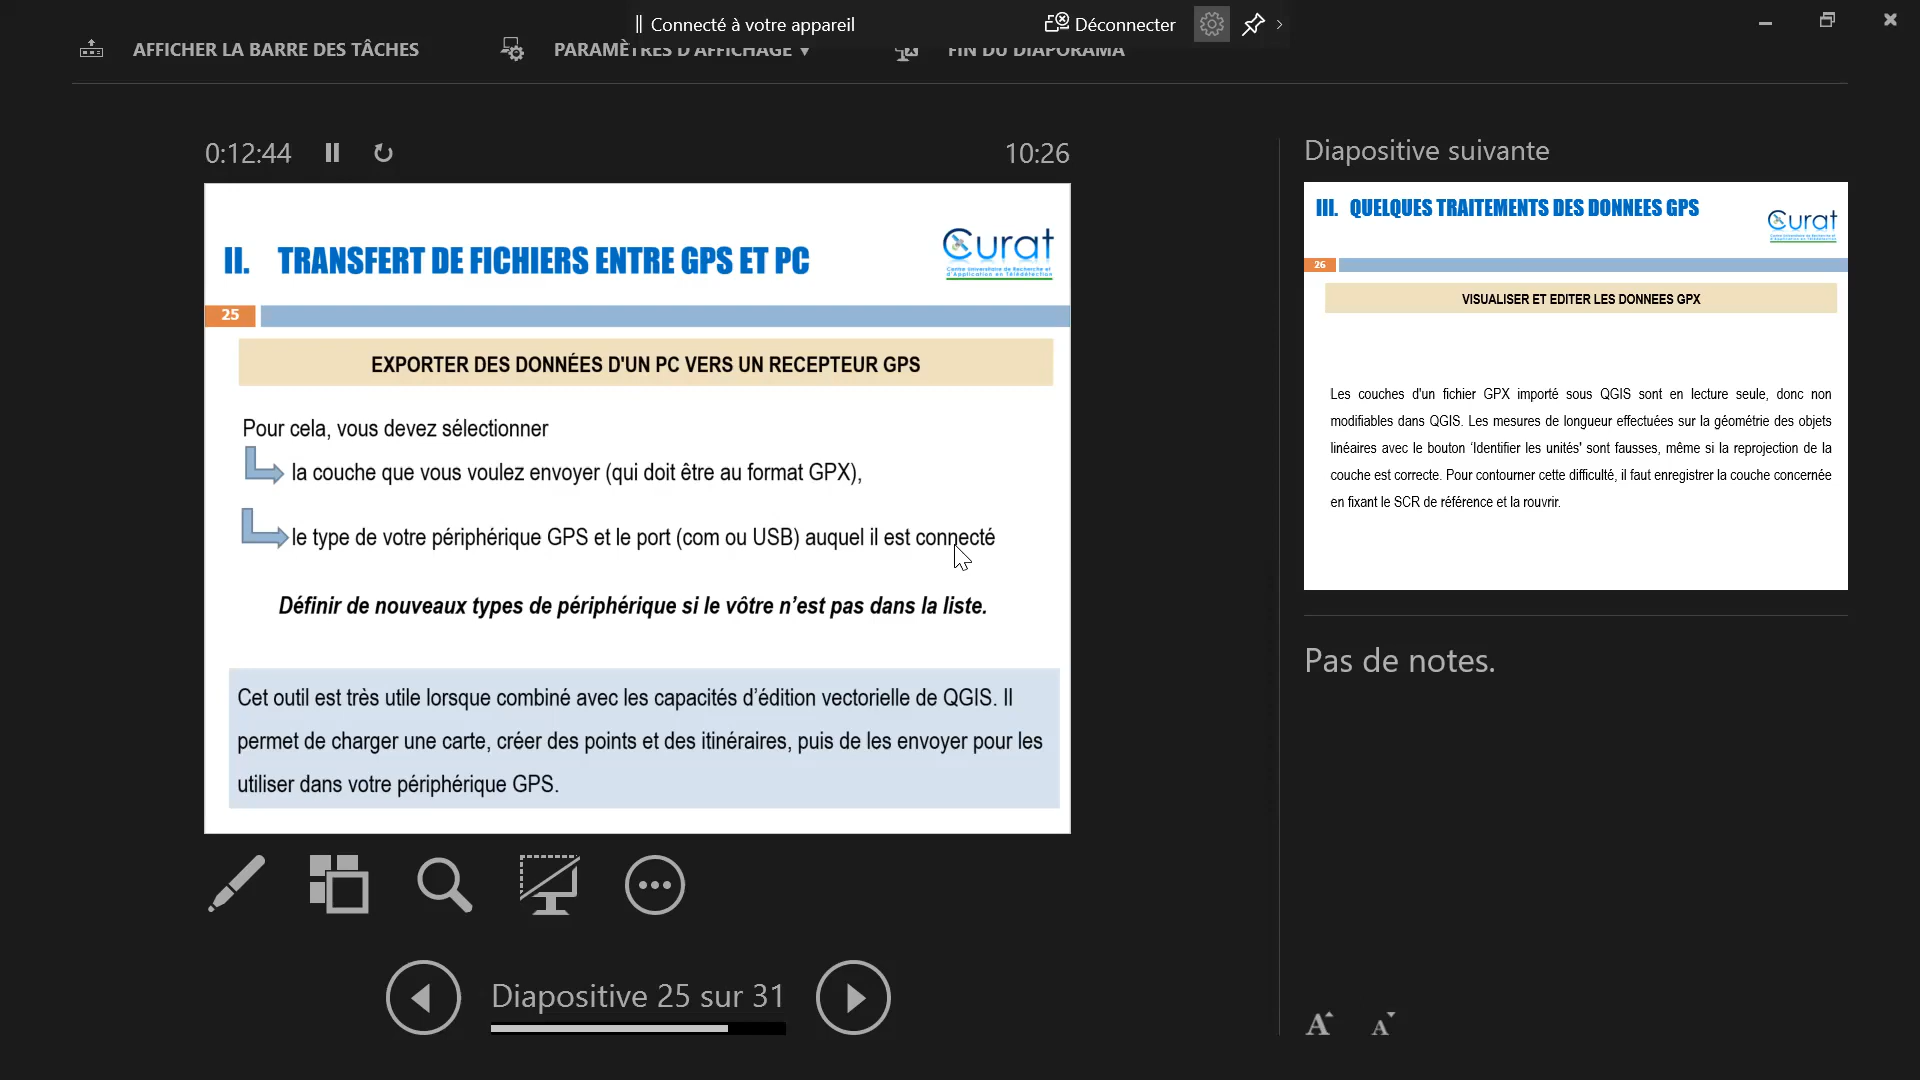 Connecté à votre appareil
Déconnecter
AFFICHER LA BARRE DES TÂCHES
PARAMÈTRES D'AFFICHAGE ▼
FIN DU DIAPORAMA
0:12:44
10:26
II. TRANSFERT DE FICHIERS ENTRE GPS ET PC
Curat
Centre Universitaire de Recherche et
d'Application en Télédétection
25
EXPORTER DES DONNÉES D'UN PC VERS UN RECEPTEUR GPS
Pour cela, vous devez sélectionner
la couche que vous voulez envoyer (qui doit être au format GPX),
le type de votre périphérique GPS et le port (com ou USB) auquel il est connecté
Définir de nouveaux types de périphérique si le vôtre n’est pas dans la liste.
Cet outil est très utile lorsque combiné avec les capacités d’édition vectorielle de QGIS. Il
permet de charger une carte, créer des points et des itinéraires, puis de les envoyer pour les
utiliser dans votre périphérique GPS.
Diapositive 25 sur 31
Diapositive suivante
III. QUELQUES TRAITEMENTS DES DONNEES GPS
Curat
26
VISUALISER ET EDITER LES DONNEES GPX
Les couches d'un fichier GPX importé sous QGIS sont en lecture seule, donc non
modifiables dans QGIS. Les mesures de longueur effectuées sur la géométrie des objets
linéaires avec le bouton ‘Identifier les unités' sont fausses, même si la reprojection de la
couche est correcte. Pour contourner cette difficulté, il faut enregistrer la couche concernée
en fixant le SCR de référence et la rouvrir.
Pas de notes.
A A